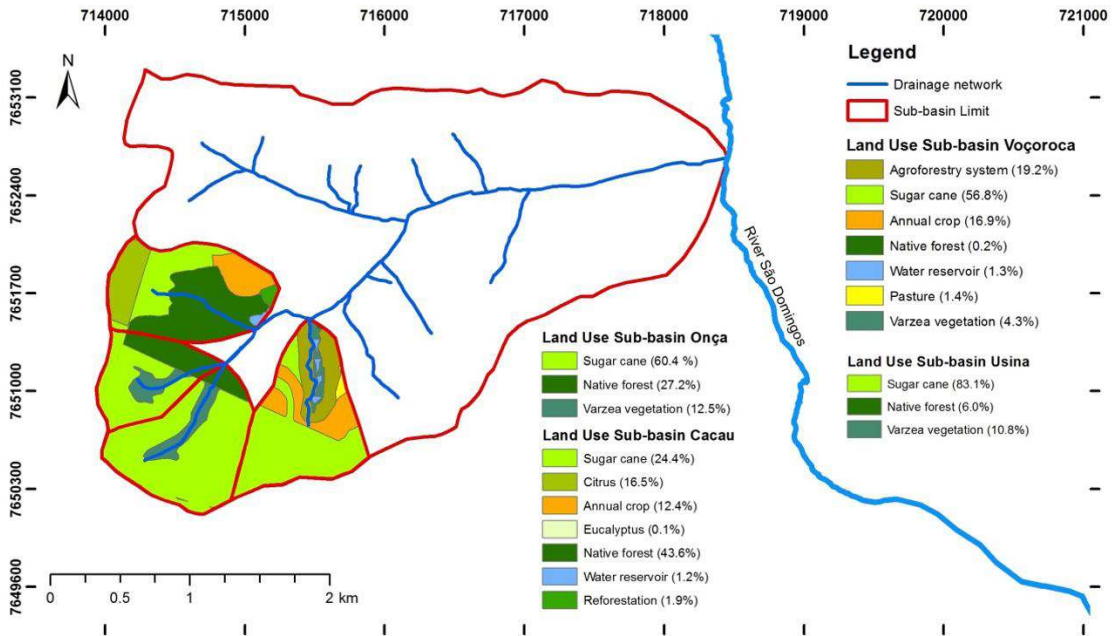 714000 715000 716000 717000 718000 719000 720000 721000
7653100
7652400
7651700
7651000
7650300
7649600
N
River São Domingos
Legend
Drainage network
Sub-basin Limit
Land Use Sub-basin Voçoroca
Agroforestry system (19.2%)
Sugar cane (56.8%)
Annual crop (16.9%)
Native forest (0.2%)
Water reservoir (1.3%)
Pasture (1.4%)
Varzea vegetation (4.3%)
Land Use Sub-basin Onça
Sugar cane (60.4 %)
Native forest (27.2%)
Varzea vegetation (12.5%)
Land Use Sub-basin Cacau
Sugar cane (24.4%)
Citrus (16.5%)
Annual crop (12.4%)
Eucalyptus (0.1%)
Native forest (43.6%)
Water reservoir (1.2%)
Reforestation (1.9%)
Land Use Sub-basin Usina
Sugar cane (83.1%)
Native forest (6.0%)
Varzea vegetation (10.8%)
0 0.5 1 2 km